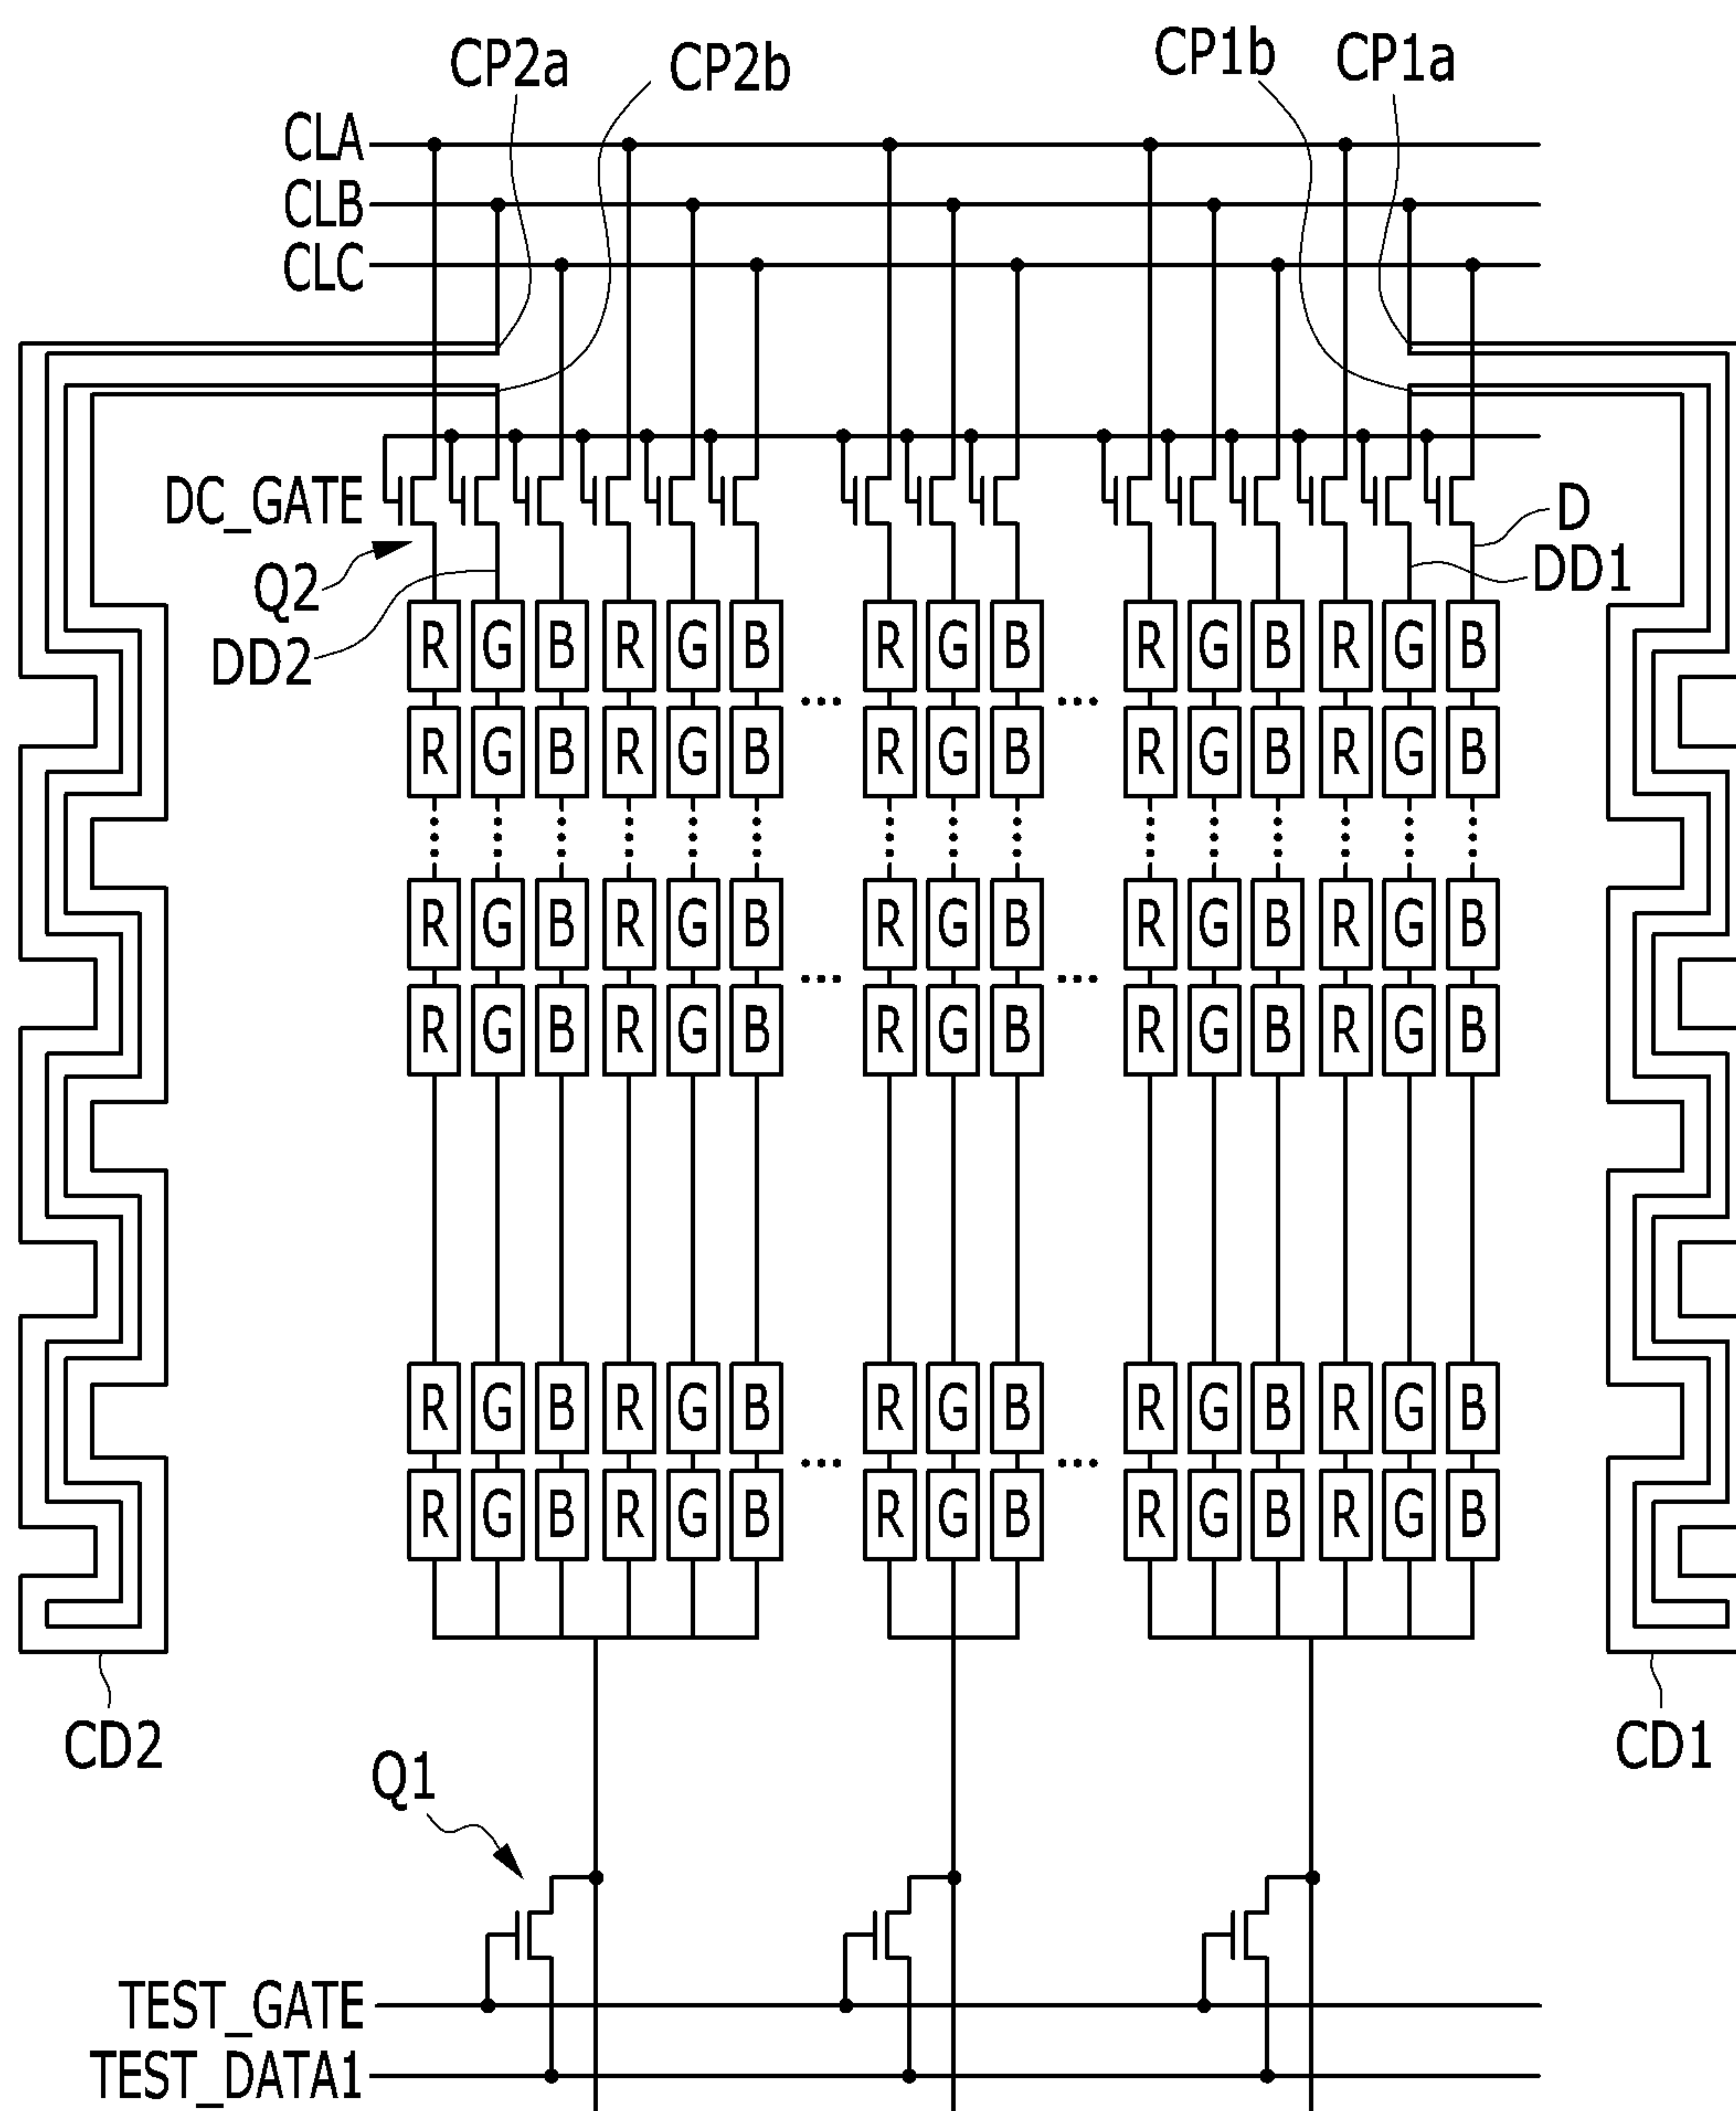 CP2a CP2b CP1b CP1a
CLA
CLB
CLC
DC_GATE
D
Q2
DD1
DD2
R G B R G B ... R G B ... R G B R G B
R G B R G B R G B R G B R G B
R G B R G B ... R G B ... R G B R G B
R G B R G B R G B R G B R G B
R G B R G B ... R G B ... R G B R G B
R G B R G B R G B R G B R G B
CD2 CD1
Q1
TEST_GATE
TEST_DATA1